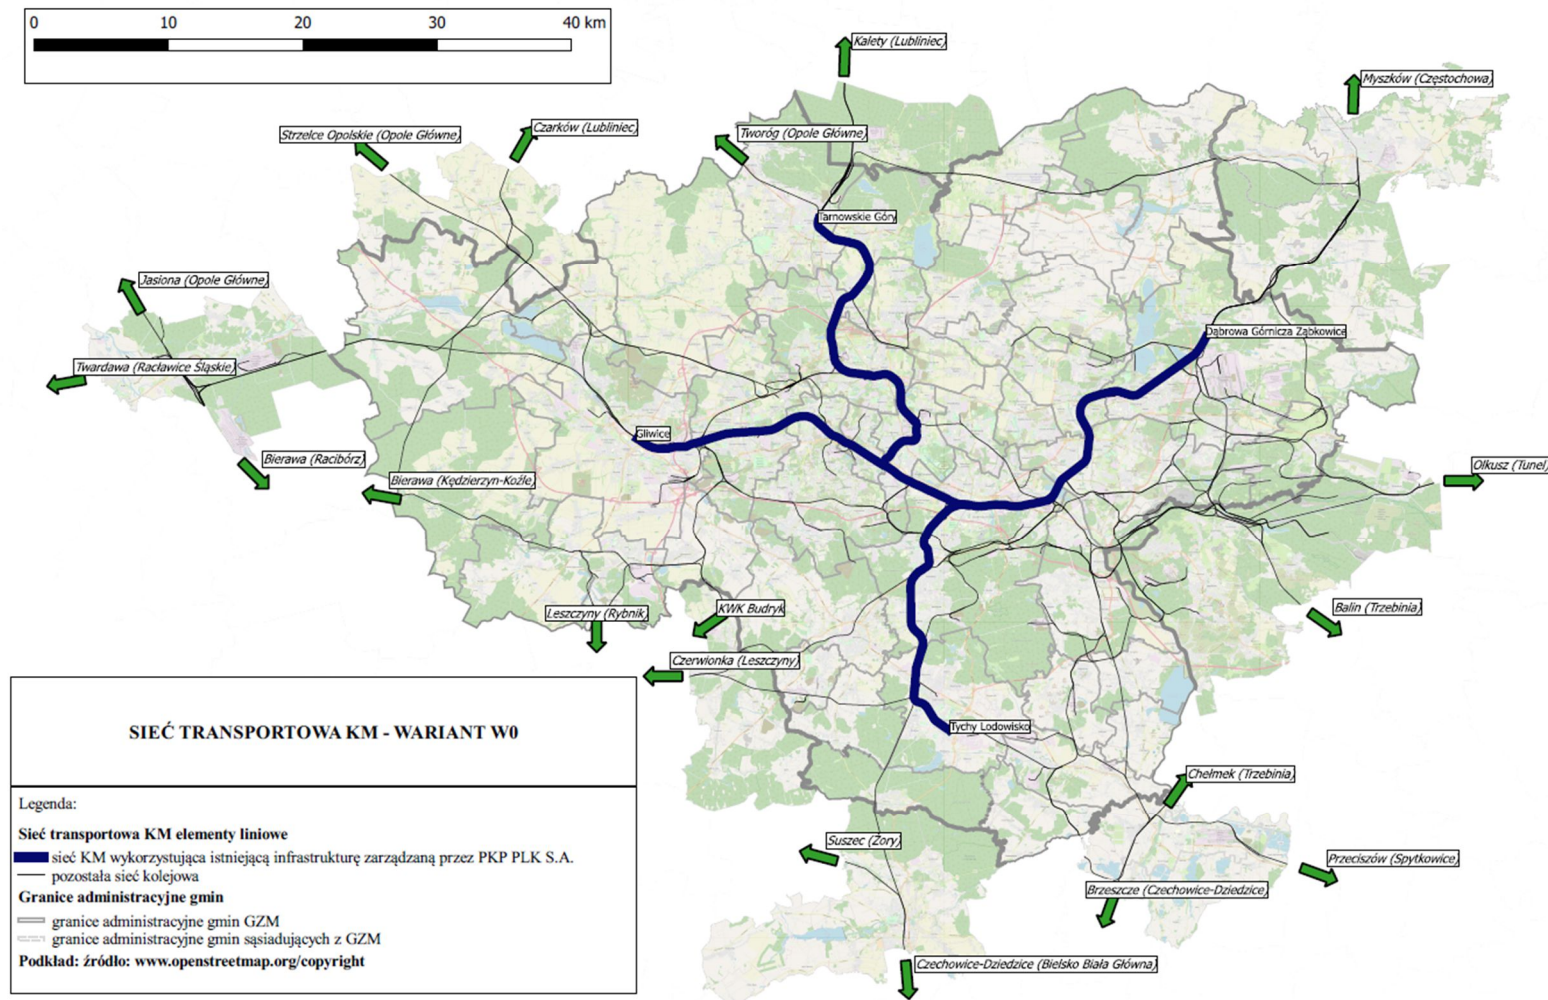 0 10 20 30 40 km
Kalety (Lubliniec)
Myszków (Częstochowa)
Strzelce Opolskie (Opole Główne)
Czarków (Lubliniec)
Tworóg (Opole Główne)
Tarnowskie Góry
Jasiona (Opole Główne)
Dąbrowa Górnicza Ząbkowice
Twardawa (Racławice Śląskie)
Gliwice
Bierawa (Racibórz)
Bierawa (Kędzierzyn-Koźle)
Olkusz (Tunel)
Leszczyny (Rybnik)
KWK Budryk
Balin (Trzebinia)
Czerwionka (Leszczyny)
Tychy Lodowisko
Chełmek (Trzebinia)
Suszec (Żory)
Przeciszów (Spytkowice)
Brzeszcze (Czechowice-Dziedzice)
Czechowice-Dziedzice (Bielsko Biała Główna)
SIEĆ TRANSPORTOWA KM - WARIANT W0
Legenda:
Sieć transportowa KM elementy liniowe
sieć KM wykorzystująca istniejącą infrastrukturę zarządzaną przez PKP PLK S.A.
pozostała sieć kolejowa
Granice administracyjne gmin
granice administracyjne gmin GZM
granice administracyjne gmin sąsiadujących z GZM
Podkład: źródło: www.openstreetmap.org/copyright